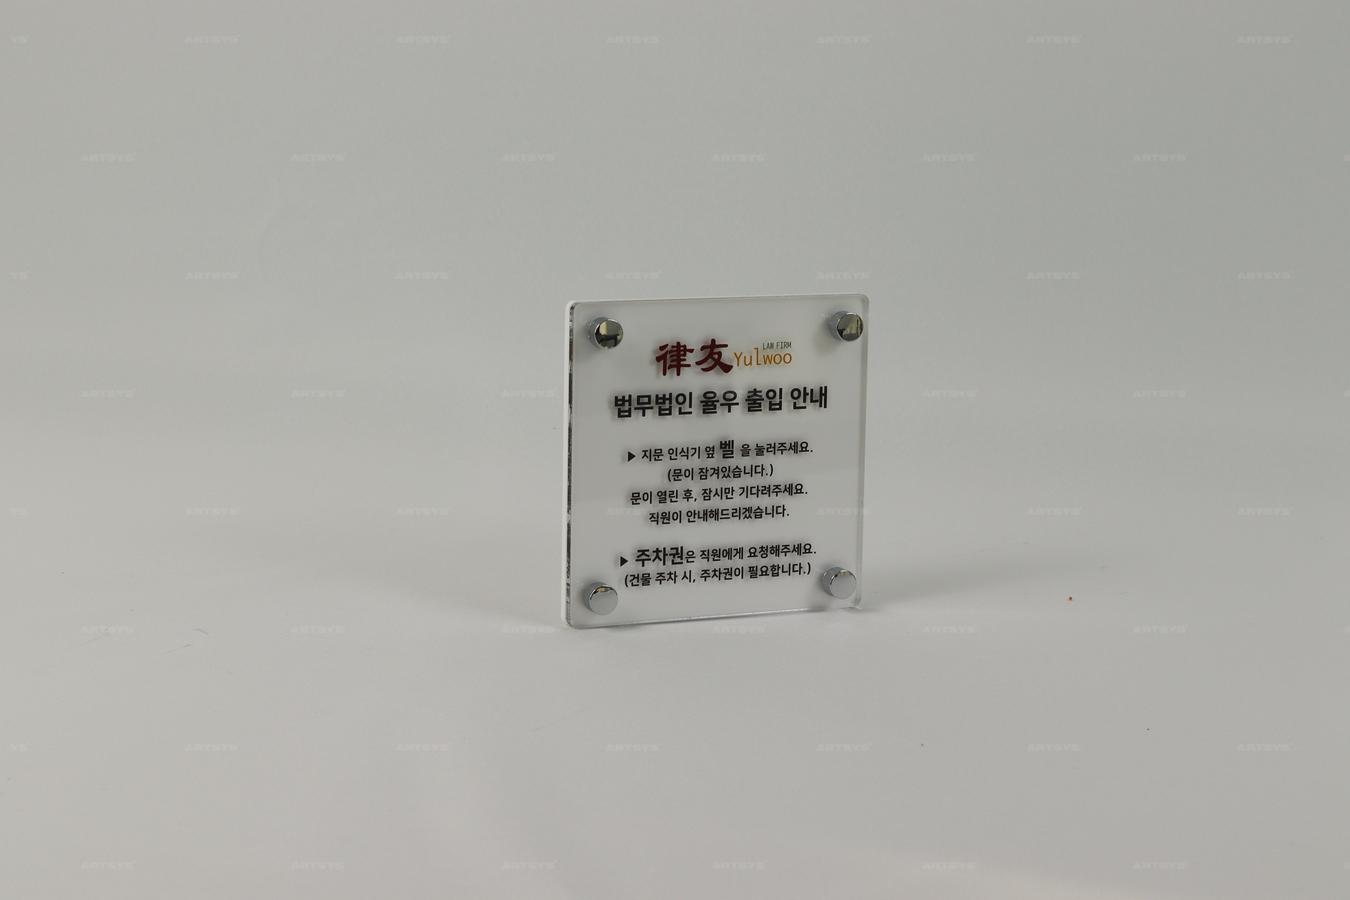 律友 Yulwoo LAW FIRM
법무법인 율우 출입 안내
▶ 지문 인식기 옆 벨 을 눌러주세요.
(문이 잠겨있습니다.)
문이 열린 후, 잠시만 기다려주세요.
직원이 안내해드리겠습니다.
▶ 주차권은 직원에게 요청해주세요.
(건물 주차 시, 주차권이 필요합니다.)
ARTSYS